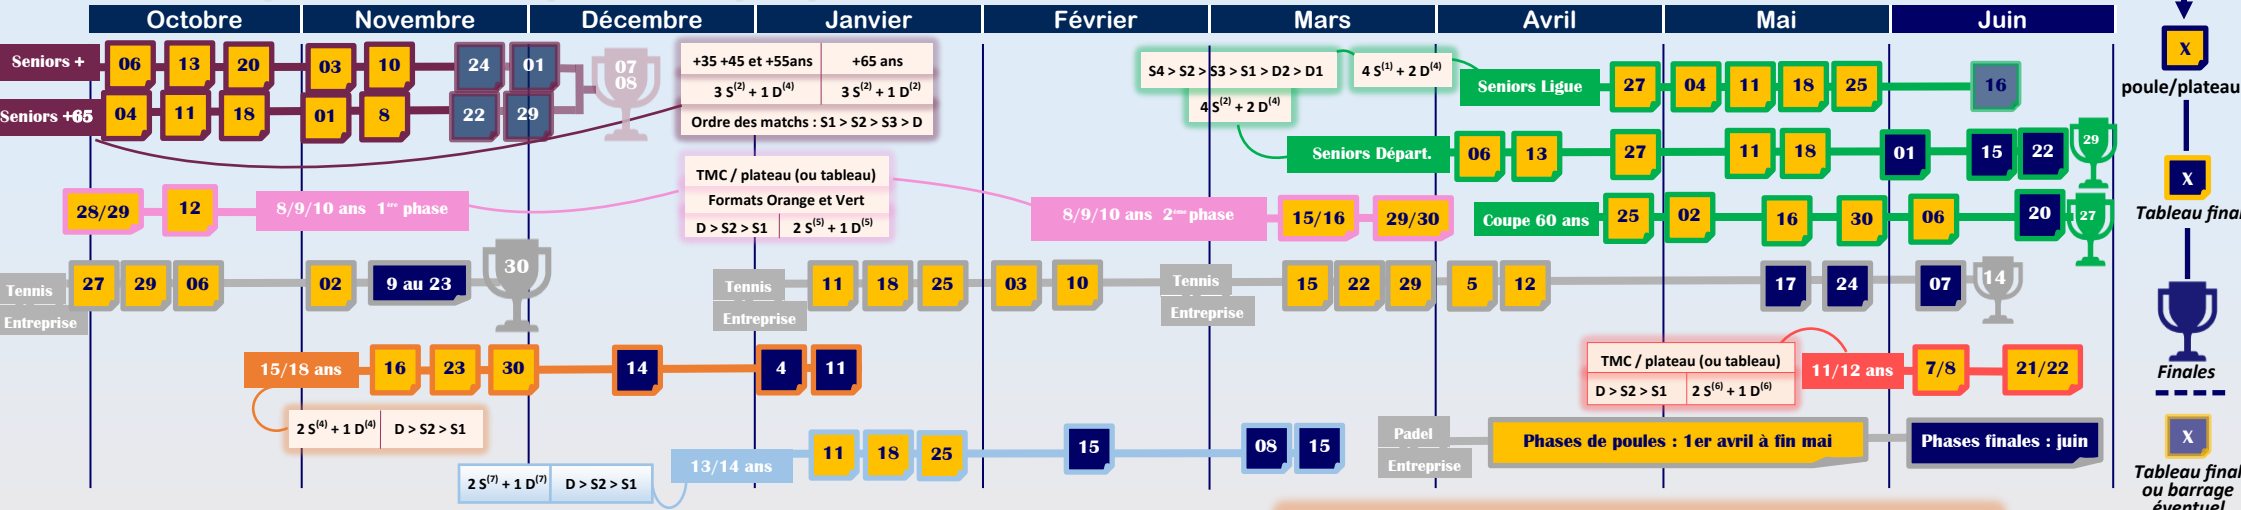 Octobre Novembre Décembre Janvier Février Mars Avril Mai Juin
Seniors + 06 13 20 03 10 24 01
07
08
Seniors +65 04 11 18 01 8 22 29
+35 +45 et +55ans +65 ans
3 S(2) + 1 D(4) 3 S(2) + 1 D(2)
Ordre des matchs : S1 > S2 > S3 > D
S4 > S2 > S3 > S1 > D2 > D1 4 S(1) + 2 D(4)
4 S(2) + 2 D(4)
Seniors Ligue 27 04 11 18 25 16
Seniors Départ. 06 13 27 11 18 01 15 22 29
28/29 12 8/9/10 ans 1ère phase
TMC / plateau (ou tableau)
Formats Orange et Vert
D > S2 > S1 2 S(5) + 1 D(5)
8/9/10 ans 2ème phase 15/16 29/30
Coupe 60 ans 25 02 16 30 06 20 27
Tennis
Entreprise
27 29 06 02 9 au 23 30
Tennis
Entreprise
11 18 25 03 10
Tennis
Entreprise
15 22 29 5 12 17 24 07 14
15/18 ans 16 23 30 14 4 11
2 S(4) + 1 D(4) D > S2 > S1
TMC / plateau (ou tableau)
D > S2 > S1 2 S(6) + 1 D(6)
11/12 ans 7/8 21/22
2 S(7) + 1 D(7) D > S2 > S1
13/14 ans 11 18 25 15 08 15
Padel
Entreprise
Phases de poules : 1er avril à fin mai Phases finales : juin
X
poule/plateau
X
Tableau final
Finales
X
Tableau final
ou barrage
éventuel